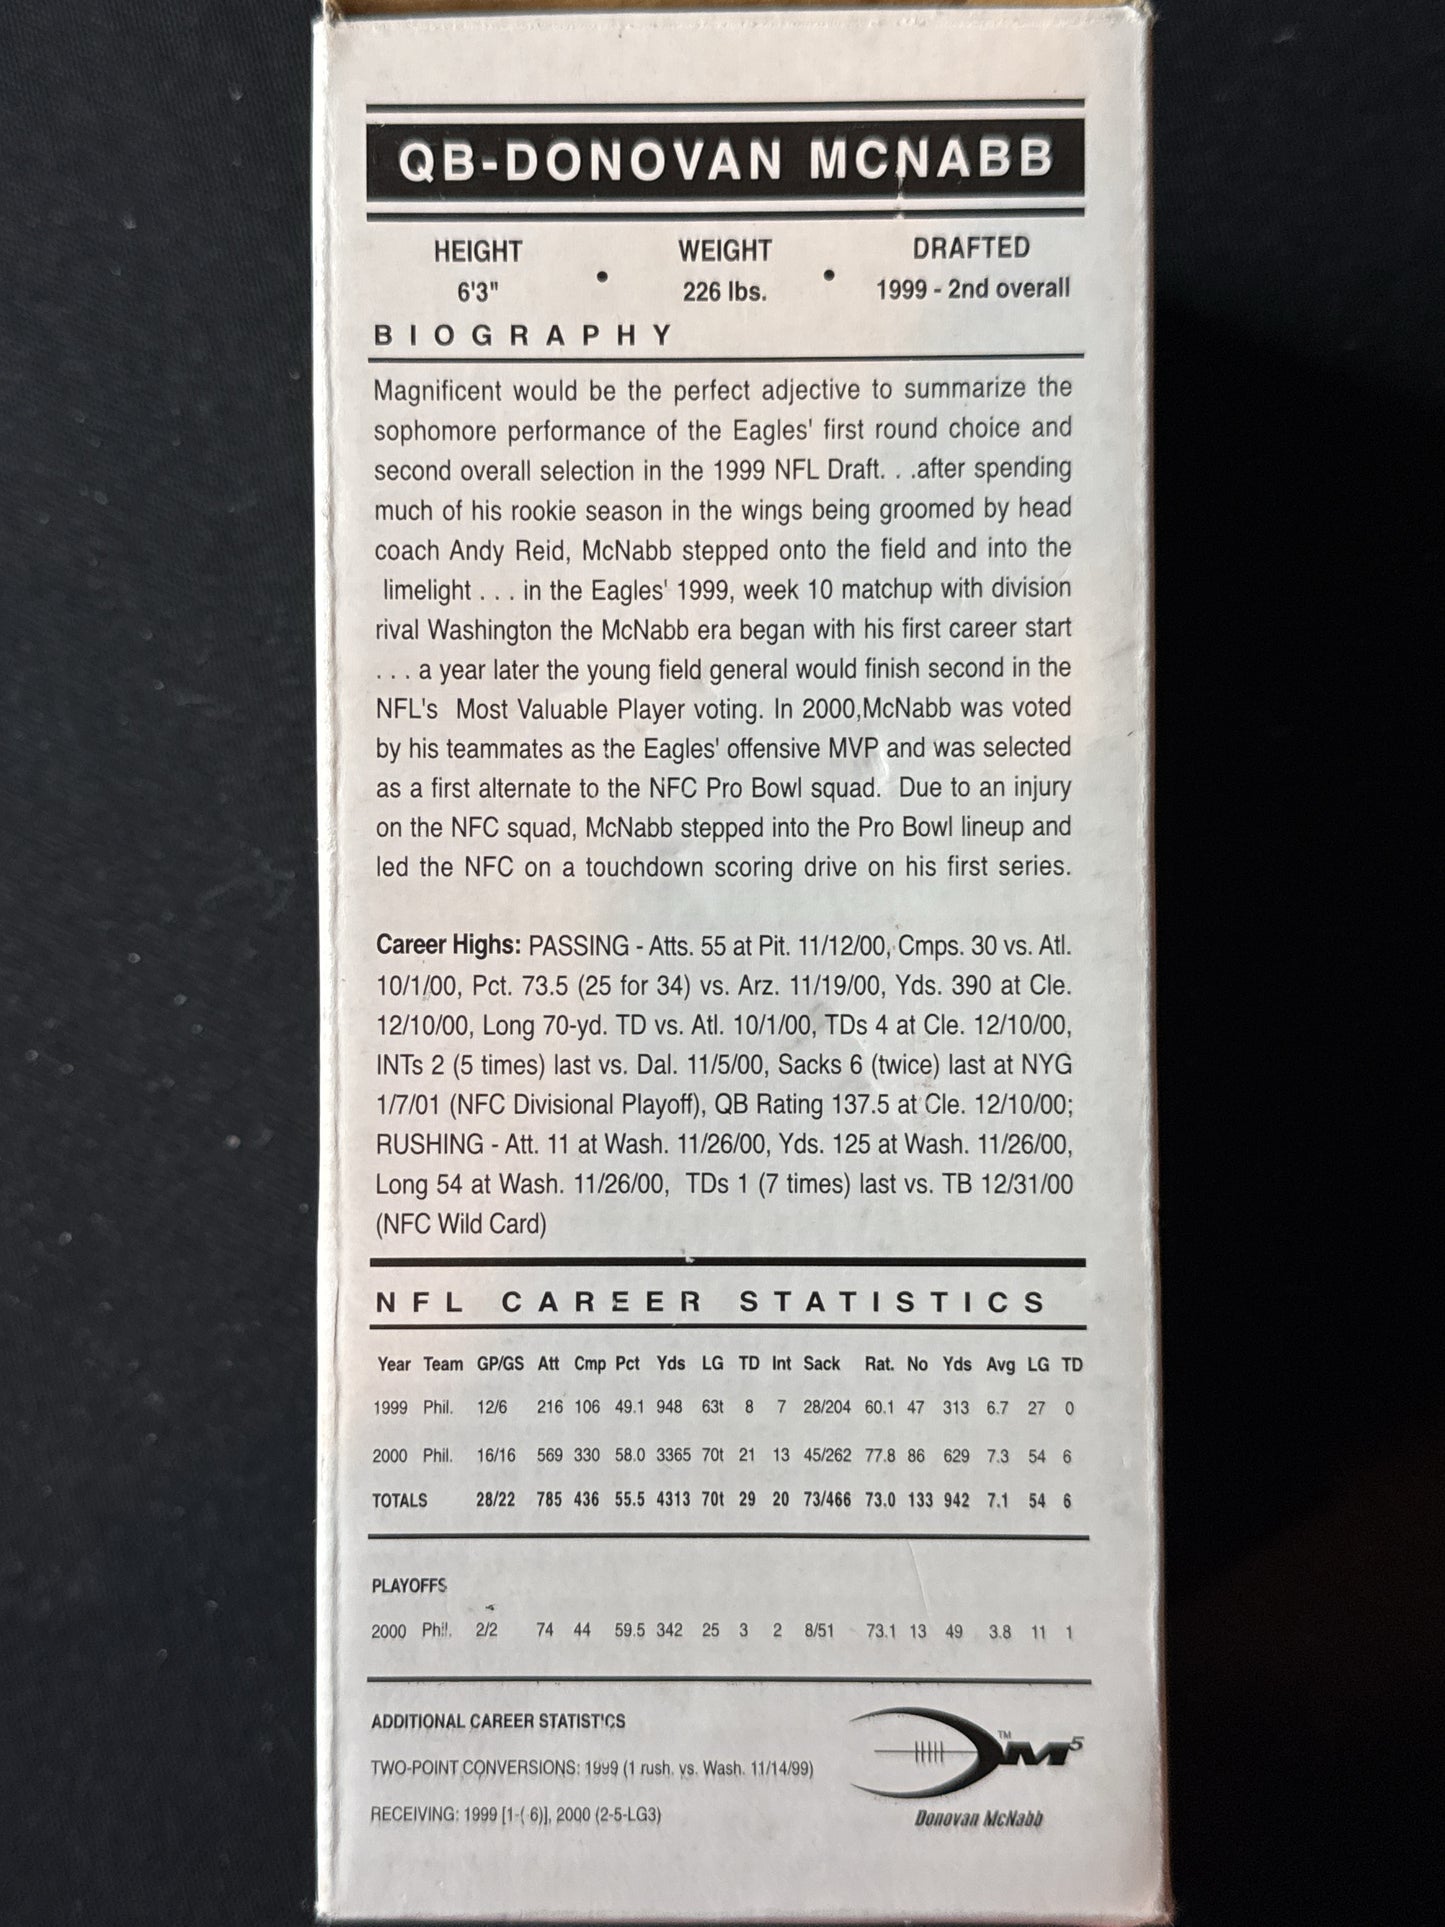 QB-DONOVAN MCNABB
HEIGHT • WEIGHT • DRAFTED
6'3" 226 lbs. 1999 - 2nd overall
BIOGRAPHY
Magnificent would be the perfect adjective to summarize the
sophomore performance of the Eagles' first round choice and
second overall selection in the 1999 NFL Draft. . .after spending
much of his rookie season in the wings being groomed by head
coach Andy Reid, McNabb stepped onto the field and into the
limelight . . . in the Eagles' 1999, week 10 matchup with division
rival Washington the McNabb era began with his first career start
. . . a year later the young field general would finish second in the
NFL's Most Valuable Player voting. In 2000,McNabb was voted
by his teammates as the Eagles' offensive MVP and was selected
as a first alternate to the NFC Pro Bowl squad. Due to an injury
on the NFC squad, McNabb stepped into the Pro Bowl lineup and
led the NFC on a touchdown scoring drive on his first series.
Career Highs: PASSING - Atts. 55 at Pit. 11/12/00, Cmps. 30 vs. Atl.
10/1/00, Pct. 73.5 (25 for 34) vs. Arz. 11/19/00, Yds. 390 at Cle.
12/10/00, Long 70-yd. TD vs. Atl. 10/1/00, TDs 4 at Cle. 12/10/00,
INTs 2 (5 times) last vs. Dal. 11/5/00, Sacks 6 (twice) last at NYG
1/7/01 (NFC Divisional Playoff), QB Rating 137.5 at Cle. 12/10/00;
RUSHING - Att. 11 at Wash. 11/26/00, Yds. 125 at Wash. 11/26/00,
Long 54 at Wash. 11/26/00, TDs 1 (7 times) last vs. TB 12/31/00
(NFC Wild Card)
NFL CAREER STATISTICS
Year Team GP/GS Att Cmp Pct Yds LG TD Int Sack Rat. No Yds Avg LG TD
1999 Phil. 12/6 216 106 49.1 948 63t 8 7 28/204 60.1 47 313 6.7 27 0
2000 Phil. 16/16 569 330 58.0 3365 70t 21 13 45/262 77.8 86 629 7.3 54 6
TOTALS 28/22 785 436 55.5 4313 70t 29 20 73/466 73.0 133 942 7.1 54 6
PLAYOFFS
2000 Phil. 2/2 74 44 59.5 342 25 3 2 8/51 73.1 13 49 3.8 11 1
ADDITIONAL CAREER STATISTICS
TWO-POINT CONVERSIONS: 1999 (1 rush. vs. Wash. 11/14/99)
RECEIVING: 1999 [1-(-6)], 2000 (2-5-LG3)
DM5 ™
Donovan McNabb